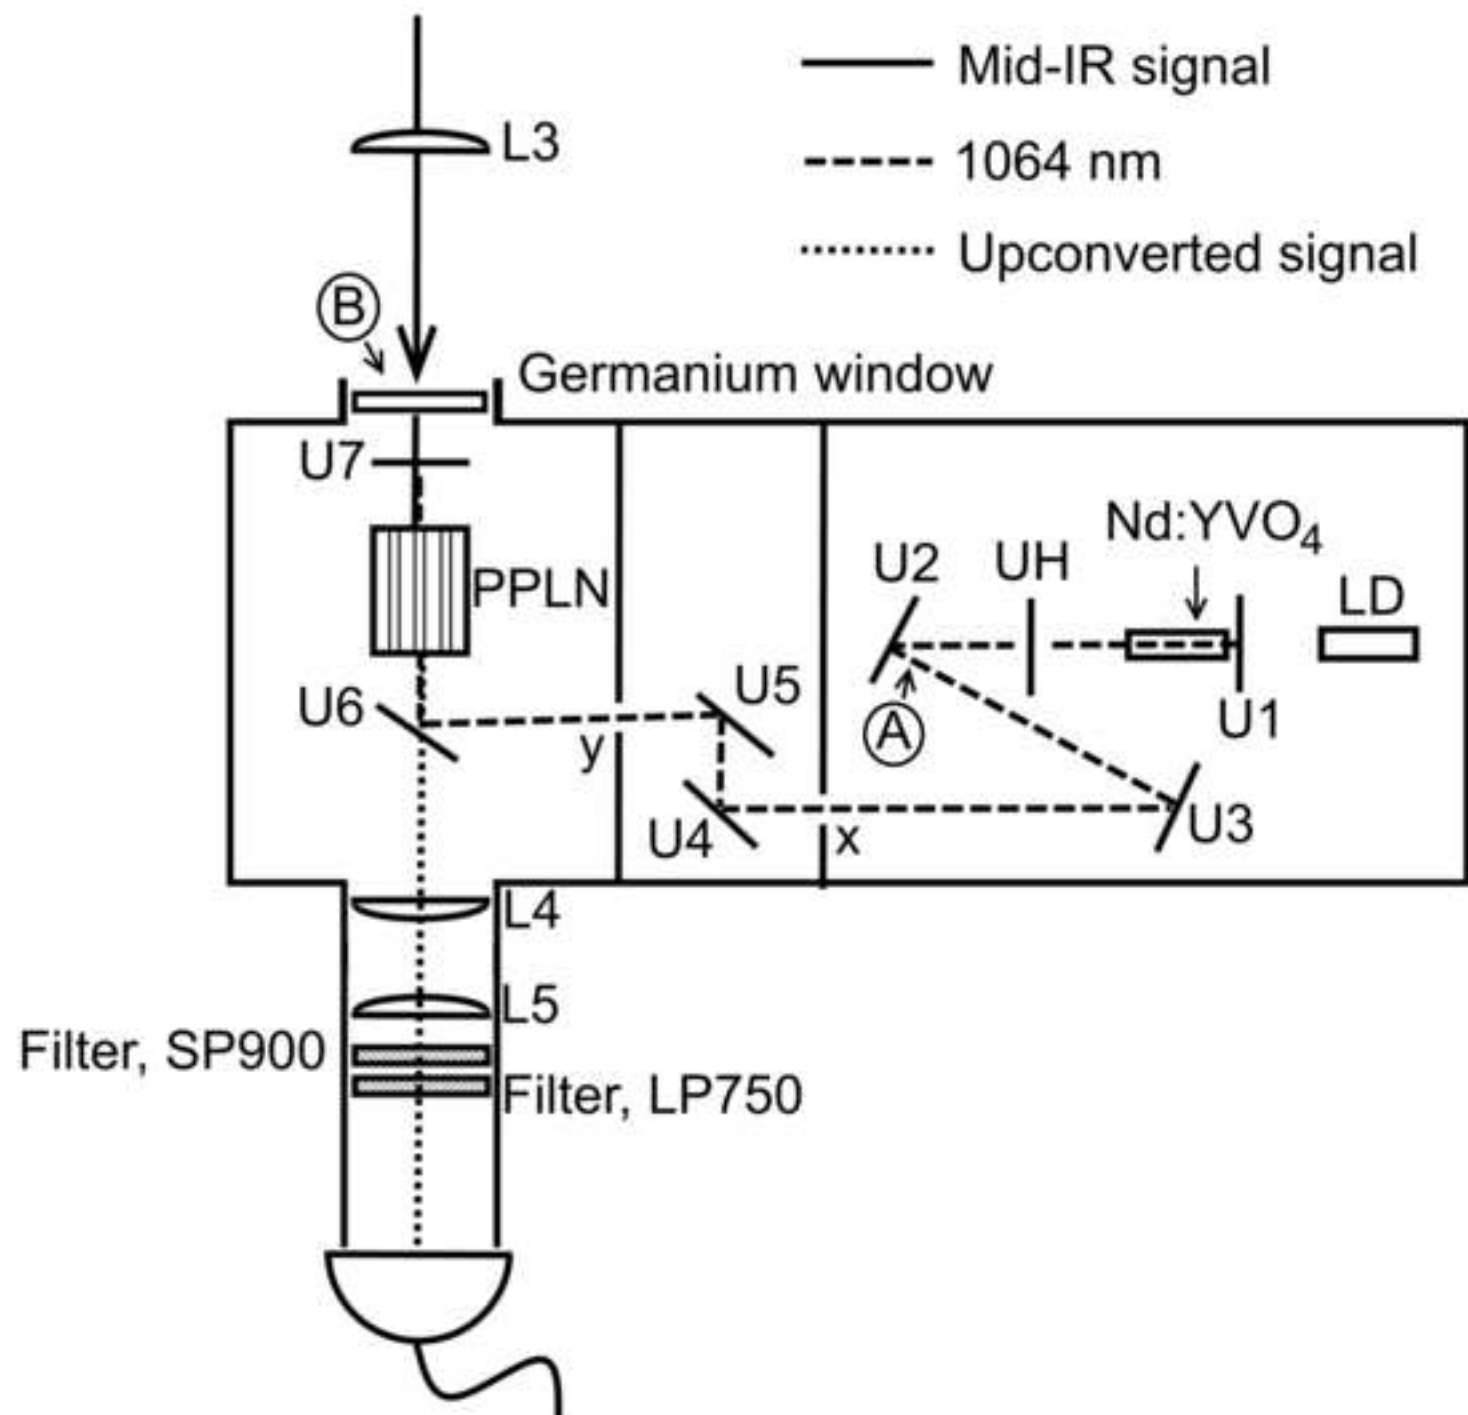 Mid-IR signal
L3
1064 nm
Upconverted signal
B
Germanium window
U7
Nd:YVO4
U2
UH
LD
PPLN
U6
U5
U1
A
y
U4
x
U3
L4
L5
Filter, SP900
Filter, LP750